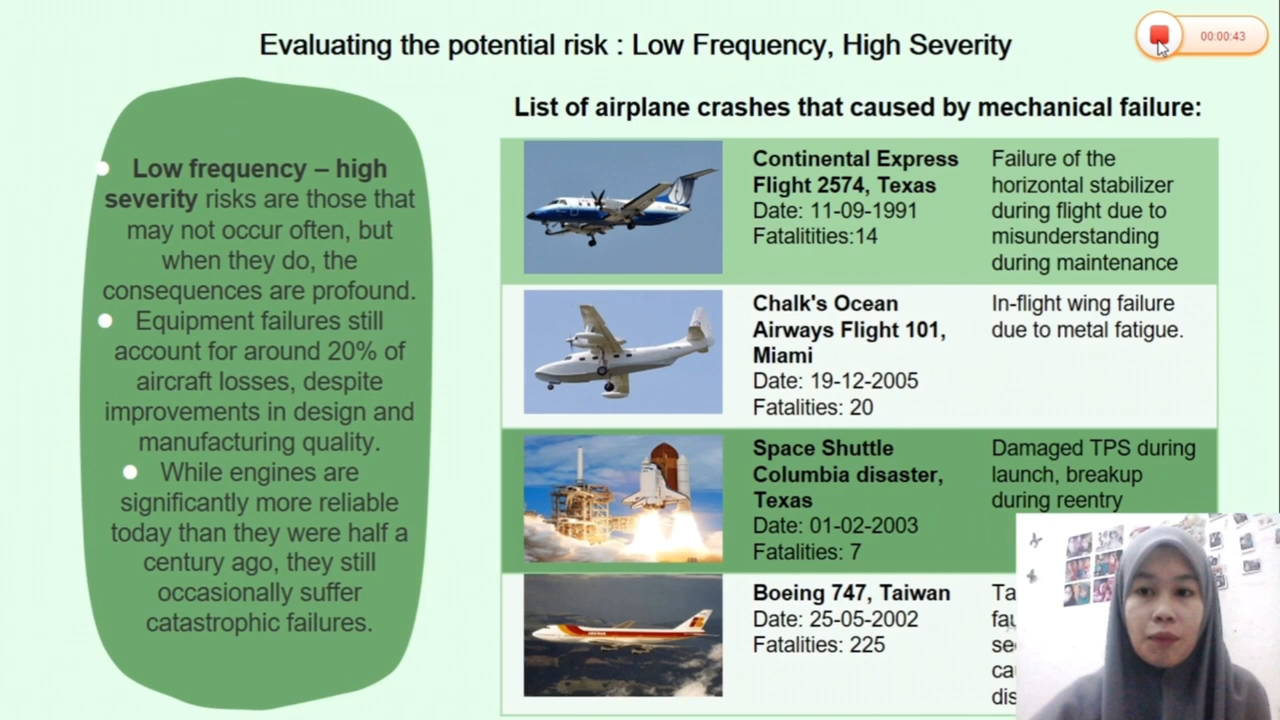 Evaluating the potential risk : Low Frequency, High Severity
00:00:43
Low frequency – high
severity risks are those that
may not occur often, but
when they do, the
consequences are profound.
Equipment failures still
account for around 20% of
aircraft losses, despite
improvements in design and
manufacturing quality.
While engines are
significantly more reliable
today than they were half a
century ago, they still
occasionally suffer
catastrophic failures.
List of airplane crashes that caused by mechanical failure:
Continental Express
Flight 2574, Texas
Date: 11-09-1991
Fatalitities:14
Failure of the
horizontal stabilizer
during flight due to
misunderstanding
during maintenance
Chalk's Ocean
Airways Flight 101,
Miami
Date: 19-12-2005
Fatalities: 20
In-flight wing failure
due to metal fatigue.
Space Shuttle
Columbia disaster,
Texas
Date: 01-02-2003
Fatalities: 7
Damaged TPS during
launch, breakup
during reentry
Boeing 747, Taiwan
Date: 25-05-2002
Fatalities: 225